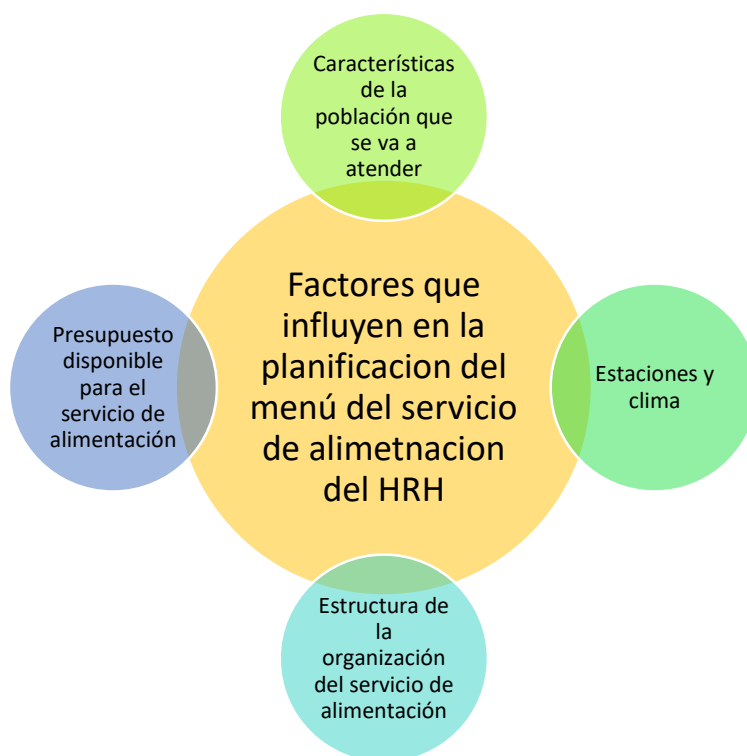 Características
de la
población que
se va a
atender
Factores que
influyen en la
planificacion del
menú del servicio
de alimetnacion
del HRH
Presupuesto
disponible
para el
servicio de
alimentación
Estaciones y
clima
Estructura de
la
organización
del servicio de
alimentación